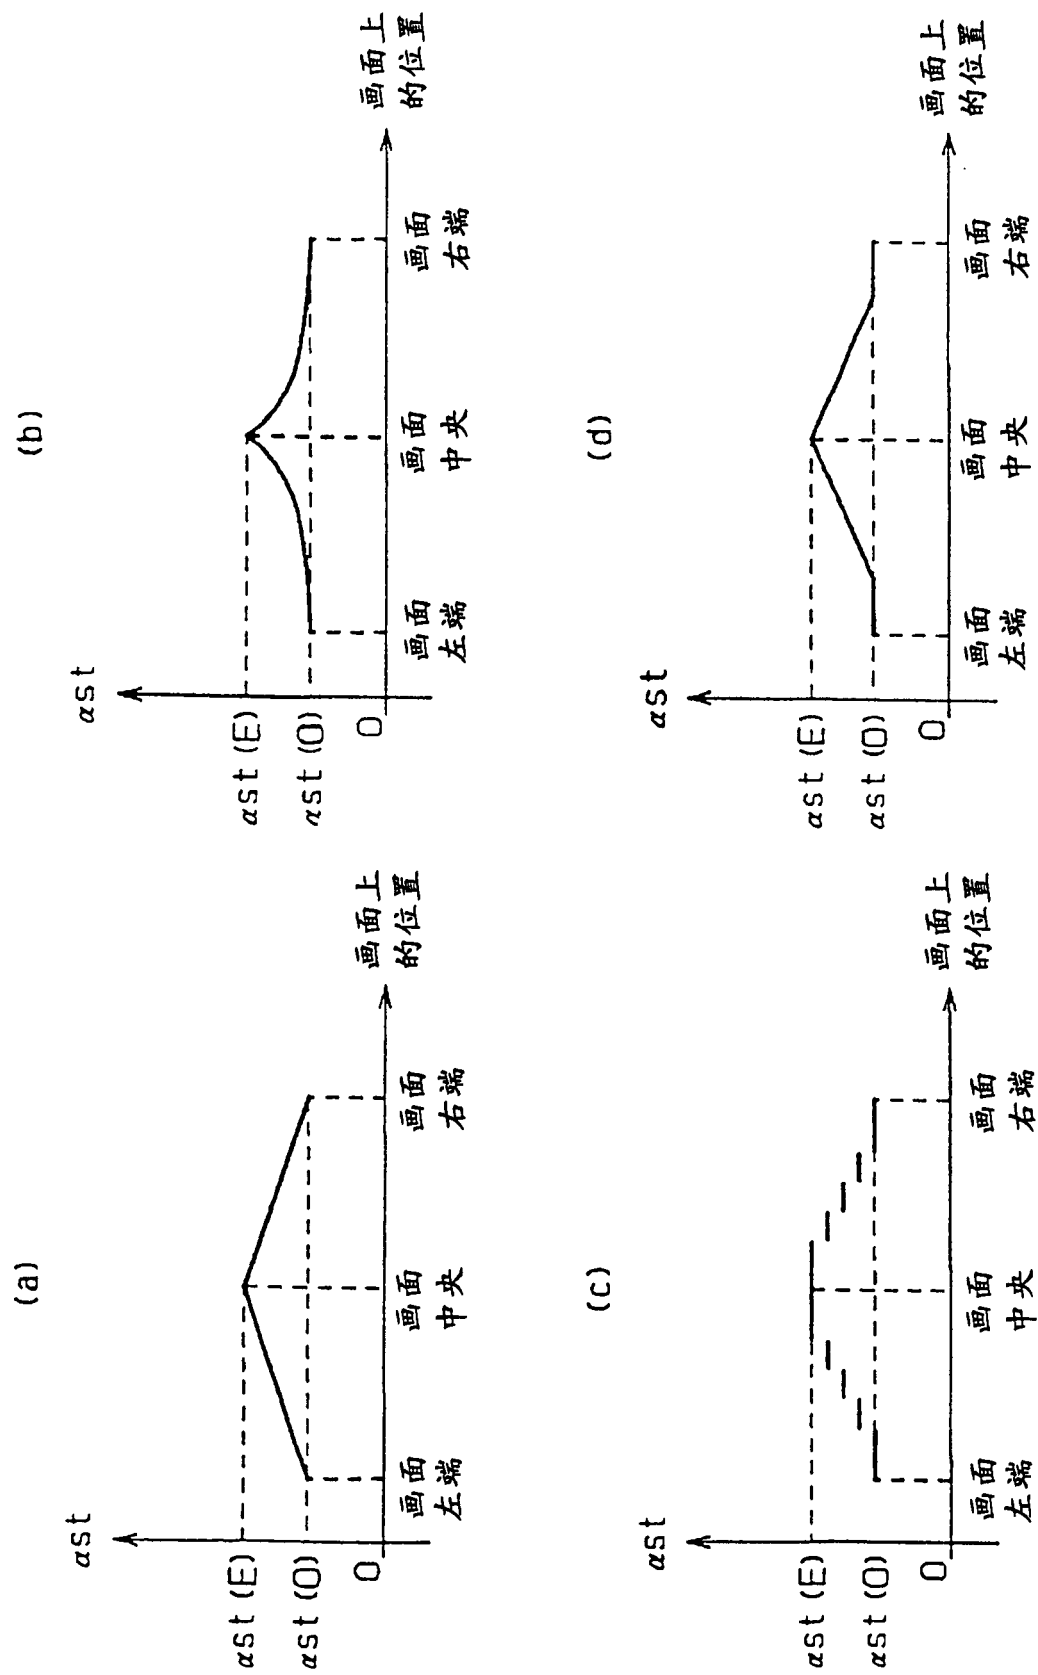 (a)
αst
αst(E)
αst(0)
0
画面
左端
画面
中央
画面
右端
画面上
的位置
(b)
αst
αst(E)
αst(0)
0
画面
左端
画面
中央
画面
右端
画面上
的位置
(c)
αst
αst(E)
αst(0)
0
画面
左端
画面
中央
画面
右端
画面上
的位置
(d)
αst
αst(E)
αst(0)
0
画面
左端
画面
中央
画面
右端
画面上
的位置